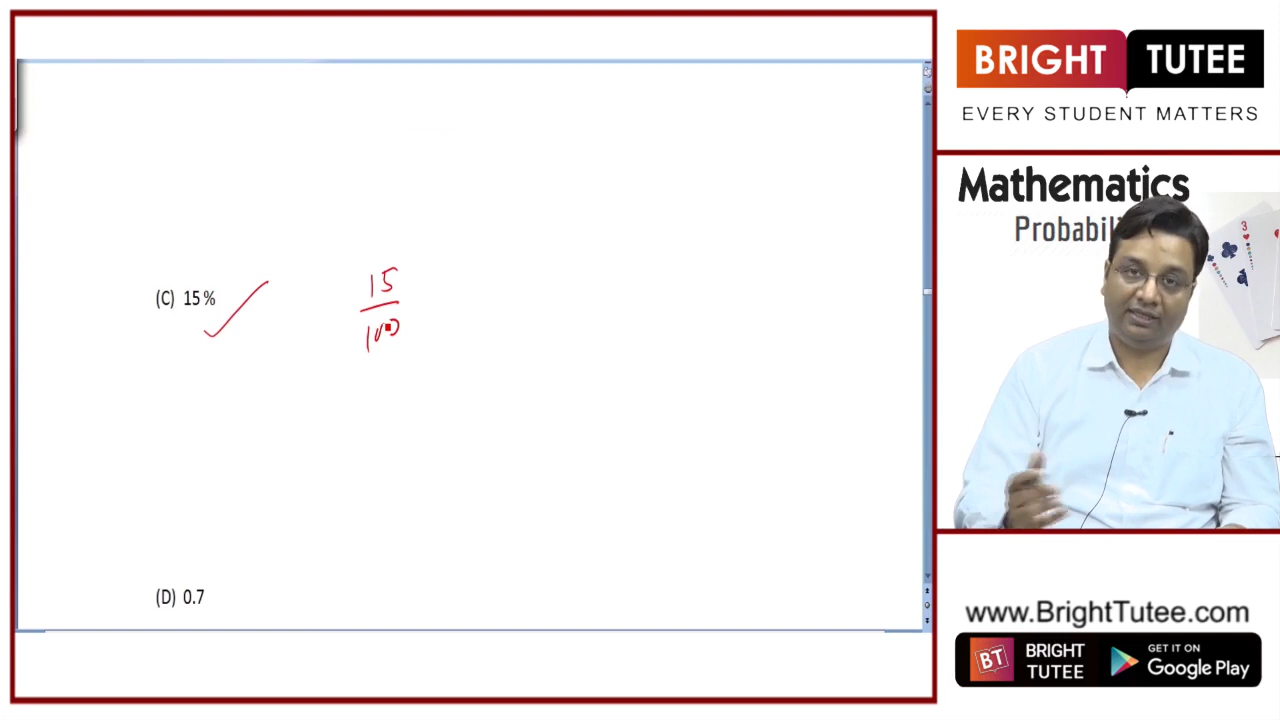 BRIGHT TUTEE
EVERY STUDENT MATTERS
Mathematics
3
(C) 15%
15
100
(D) 0.7
www.BrightTutee.com
BT
BRIGHT
TUTEE
GET IT ON
Google Play